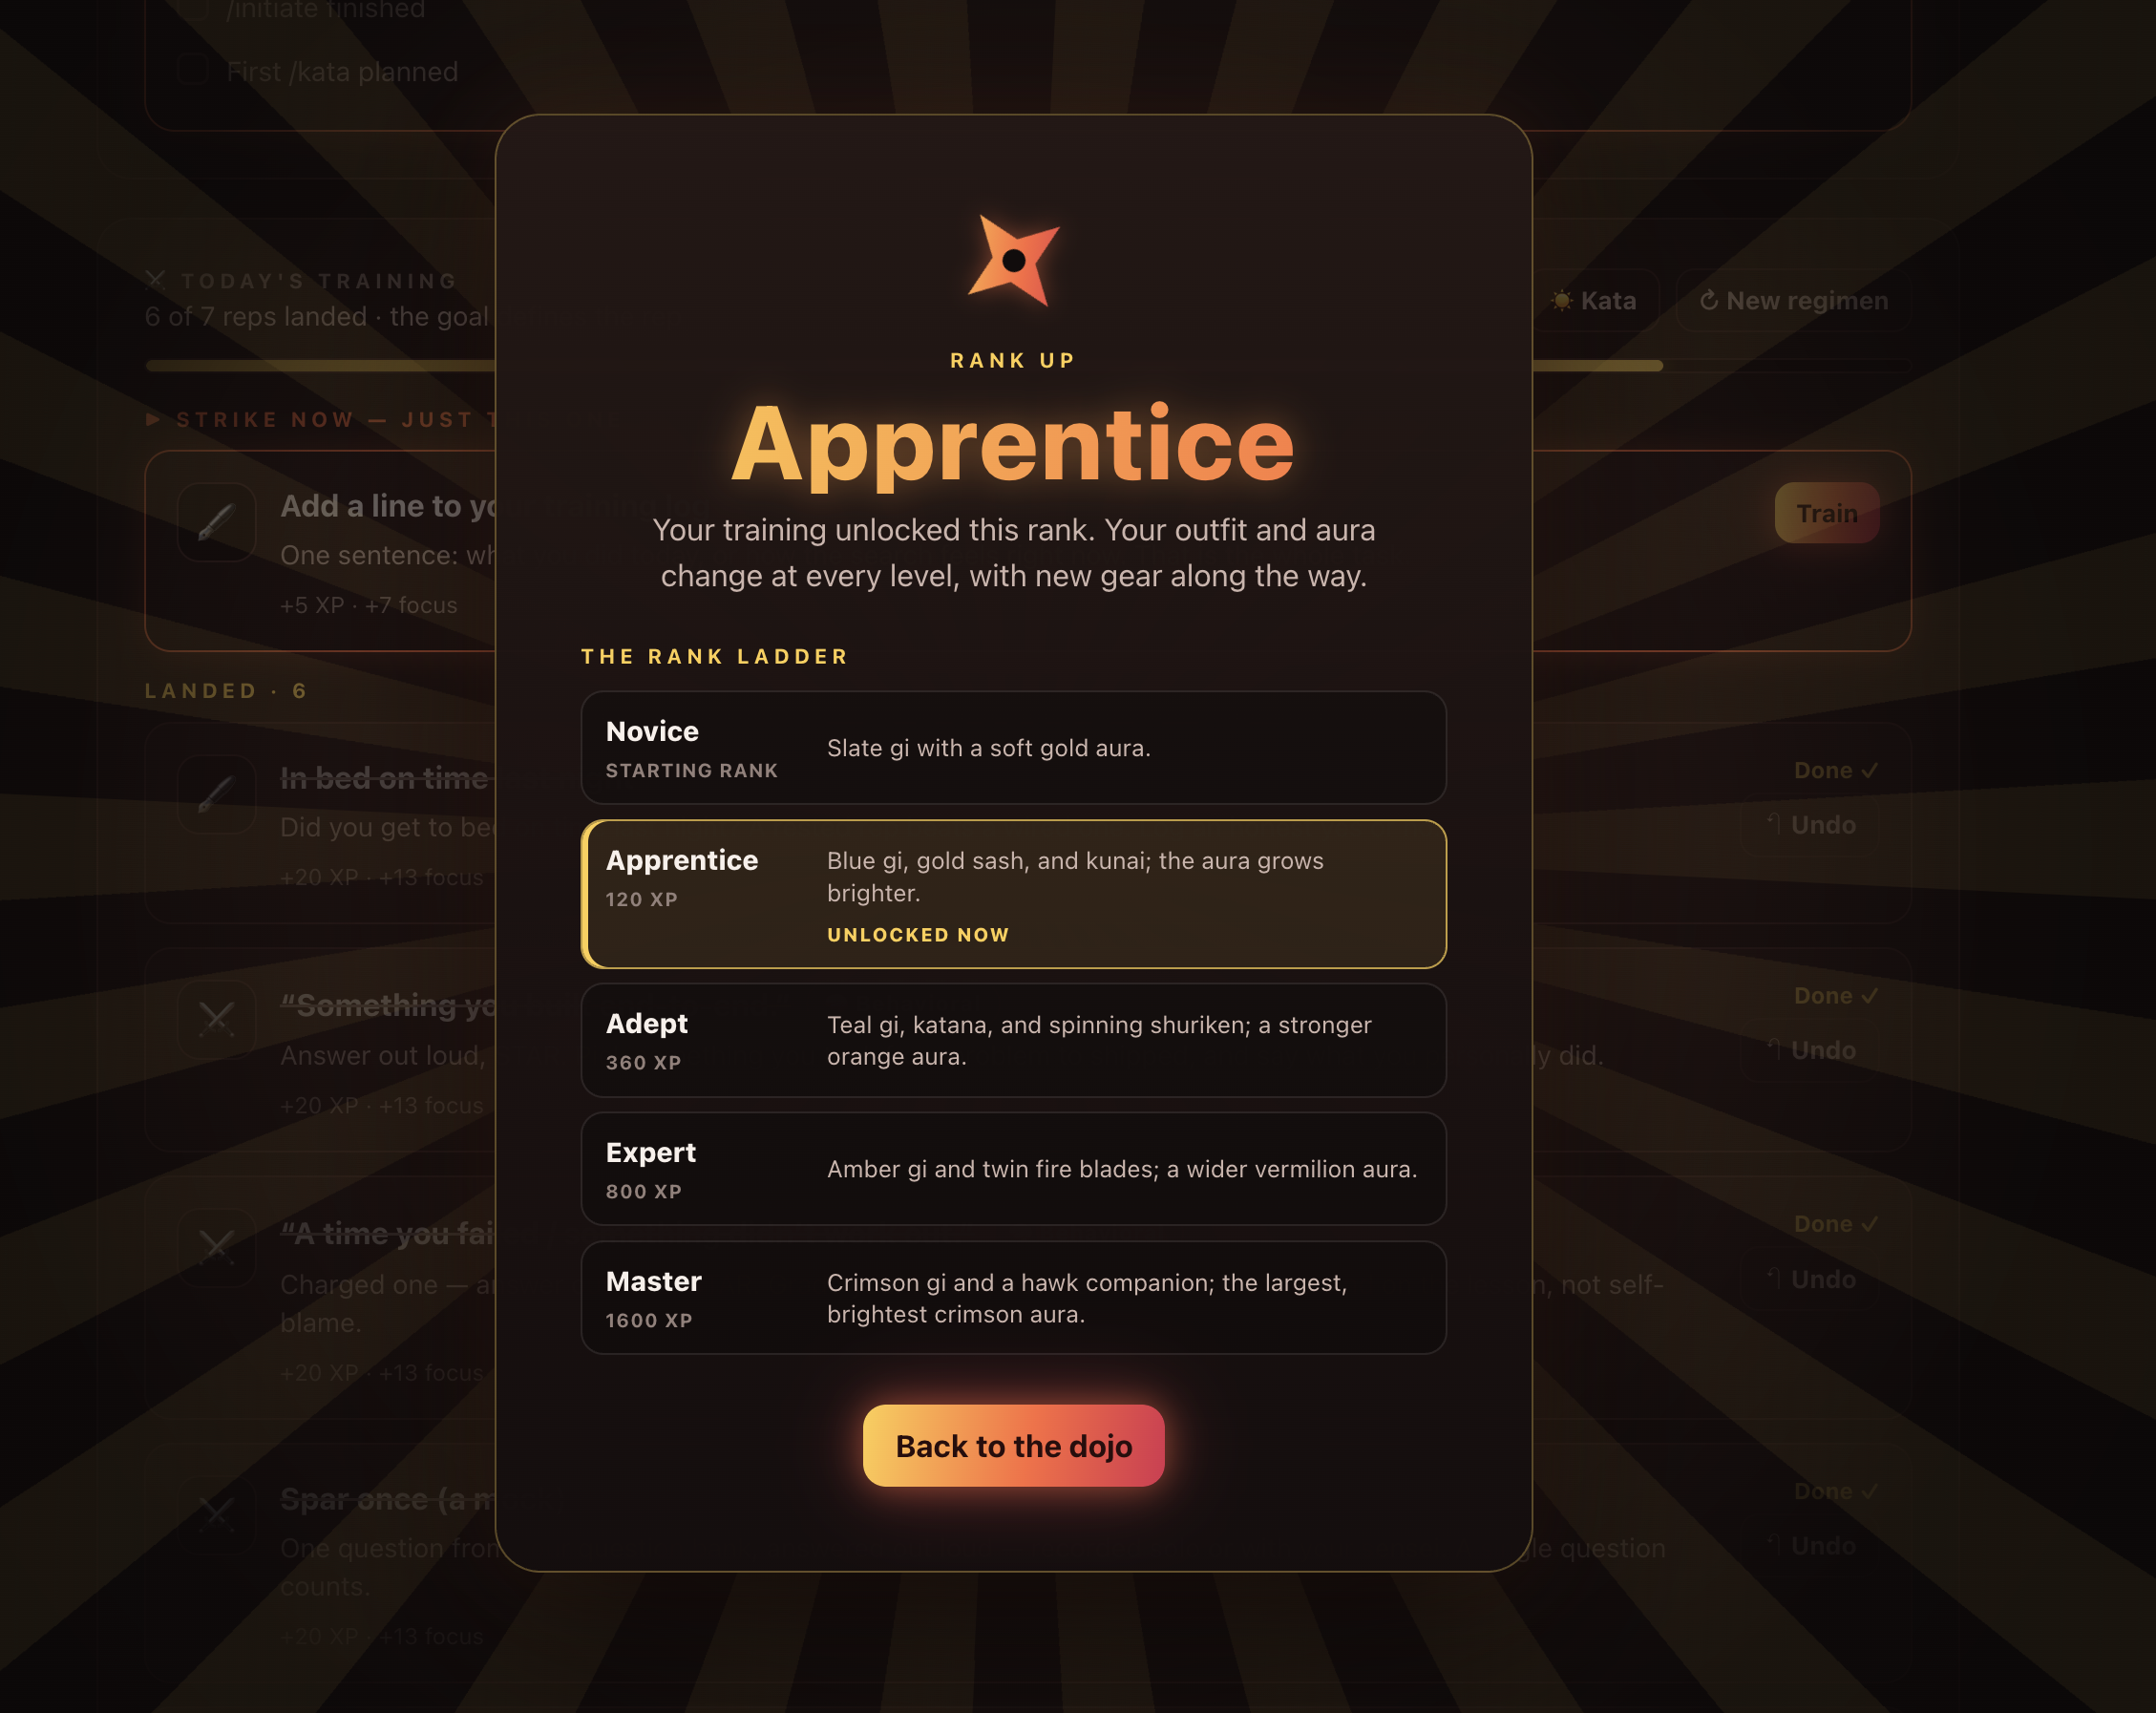 /initiate finished
First /kata planned
TODAY'S TRAINING
6 of 7 reps landed · the goal
Kata
New regimen
STRIKE NOW — JUST
Add a line to
One sentence:
+5 XP · +7 focus
Train
LANDED · 6
In bed on time
Did you get to
+20 XP · +13 focus
Done ✓
Undo
“Something
Answer out loud,
ly did.
+20 XP · +13 focus
Done ✓
Undo
“A time you
Charged one —
n, not self-
blame.
+20 XP · +13 focus
Done ✓
Undo
Spar once (a
One question from
gle question
counts.
+20 XP · +13 focus
Done ✓
Undo
RANK UP
Apprentice
Your training unlocked this rank. Your outfit and aura
change at every level, with new gear along the way.
THE RANK LADDER
Novice
STARTING RANK
Slate gi with a soft gold aura.
Apprentice
120 XP
Blue gi, gold sash, and kunai; the aura grows
brighter.
UNLOCKED NOW
Adept
360 XP
Teal gi, katana, and spinning shuriken; a stronger
orange aura.
Expert
800 XP
Amber gi and twin fire blades; a wider vermilion aura.
Master
1600 XP
Crimson gi and a hawk companion; the largest,
brightest crimson aura.
Back to the dojo